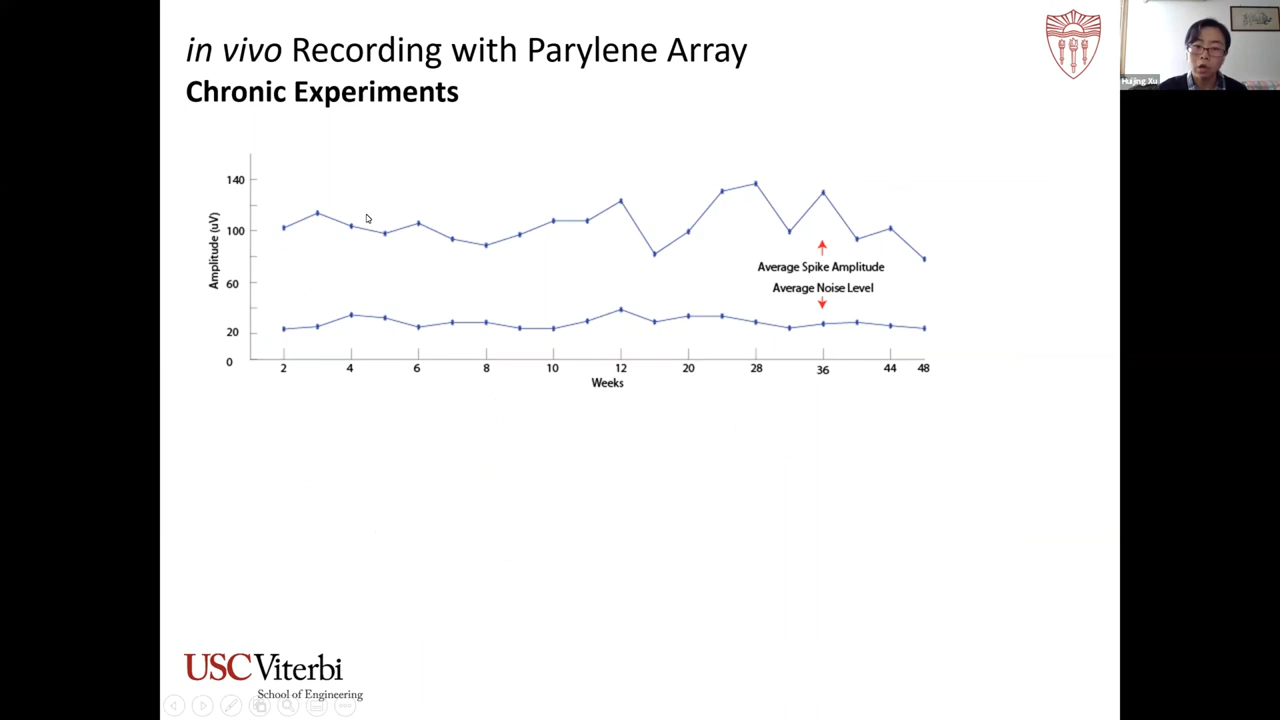 in vivo Recording with Parylene Array
Chronic Experiments
Huijing Xu
140
100
60
20
0
Amplitude (uV)
Average Spike Amplitude
Average Noise Level
2 4 6 8 10 12 20 28 36 44 48
Weeks
USC Viterbi
School of Engineering